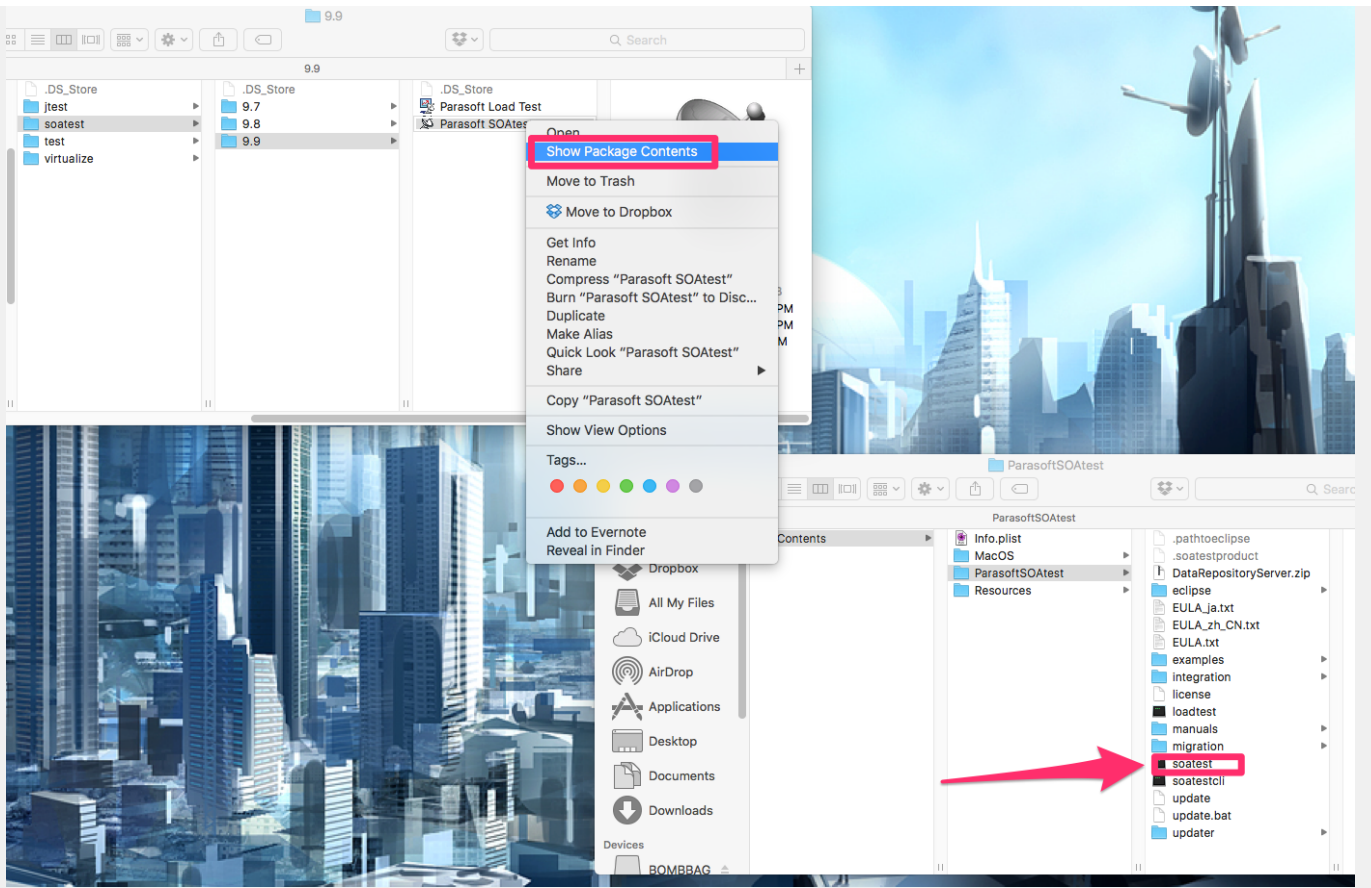 9.9
Search
9.9
.DS_Store
jtest
soatest
test
virtualize
.DS_Store
9.7
9.8
9.9
.DS_Store
Parasoft Load Test
Parasoft SOAtest
Open
Show Package Contents
Move to Trash
Move to Dropbox
Get Info
Rename
Compress “Parasoft SOAtest”
Burn “Parasoft SOAtest” to Disc...
Duplicate
Make Alias
Quick Look “Parasoft SOAtest”
Share
Copy “Parasoft SOAtest”
Show View Options
Tags...
Add to Evernote
Reveal in Finder
PM
PM
M
ParasoftSOAtest
Searc
ParasoftSOAtest
Dropbox
All My Files
iCloud Drive
AirDrop
Applications
Desktop
Documents
Downloads
Devices
BOMBBAG
Contents
Info.plist
MacOS
ParasoftSOAtest
Resources
.pathtoeclipse
.soatestproduct
DataRepositoryServer.zip
eclipse
EULA_ja.txt
EULA_zh_CN.txt
EULA.txt
examples
integration
license
loadtest
manuals
migration
soatest
soatestcli
update
update.bat
updater